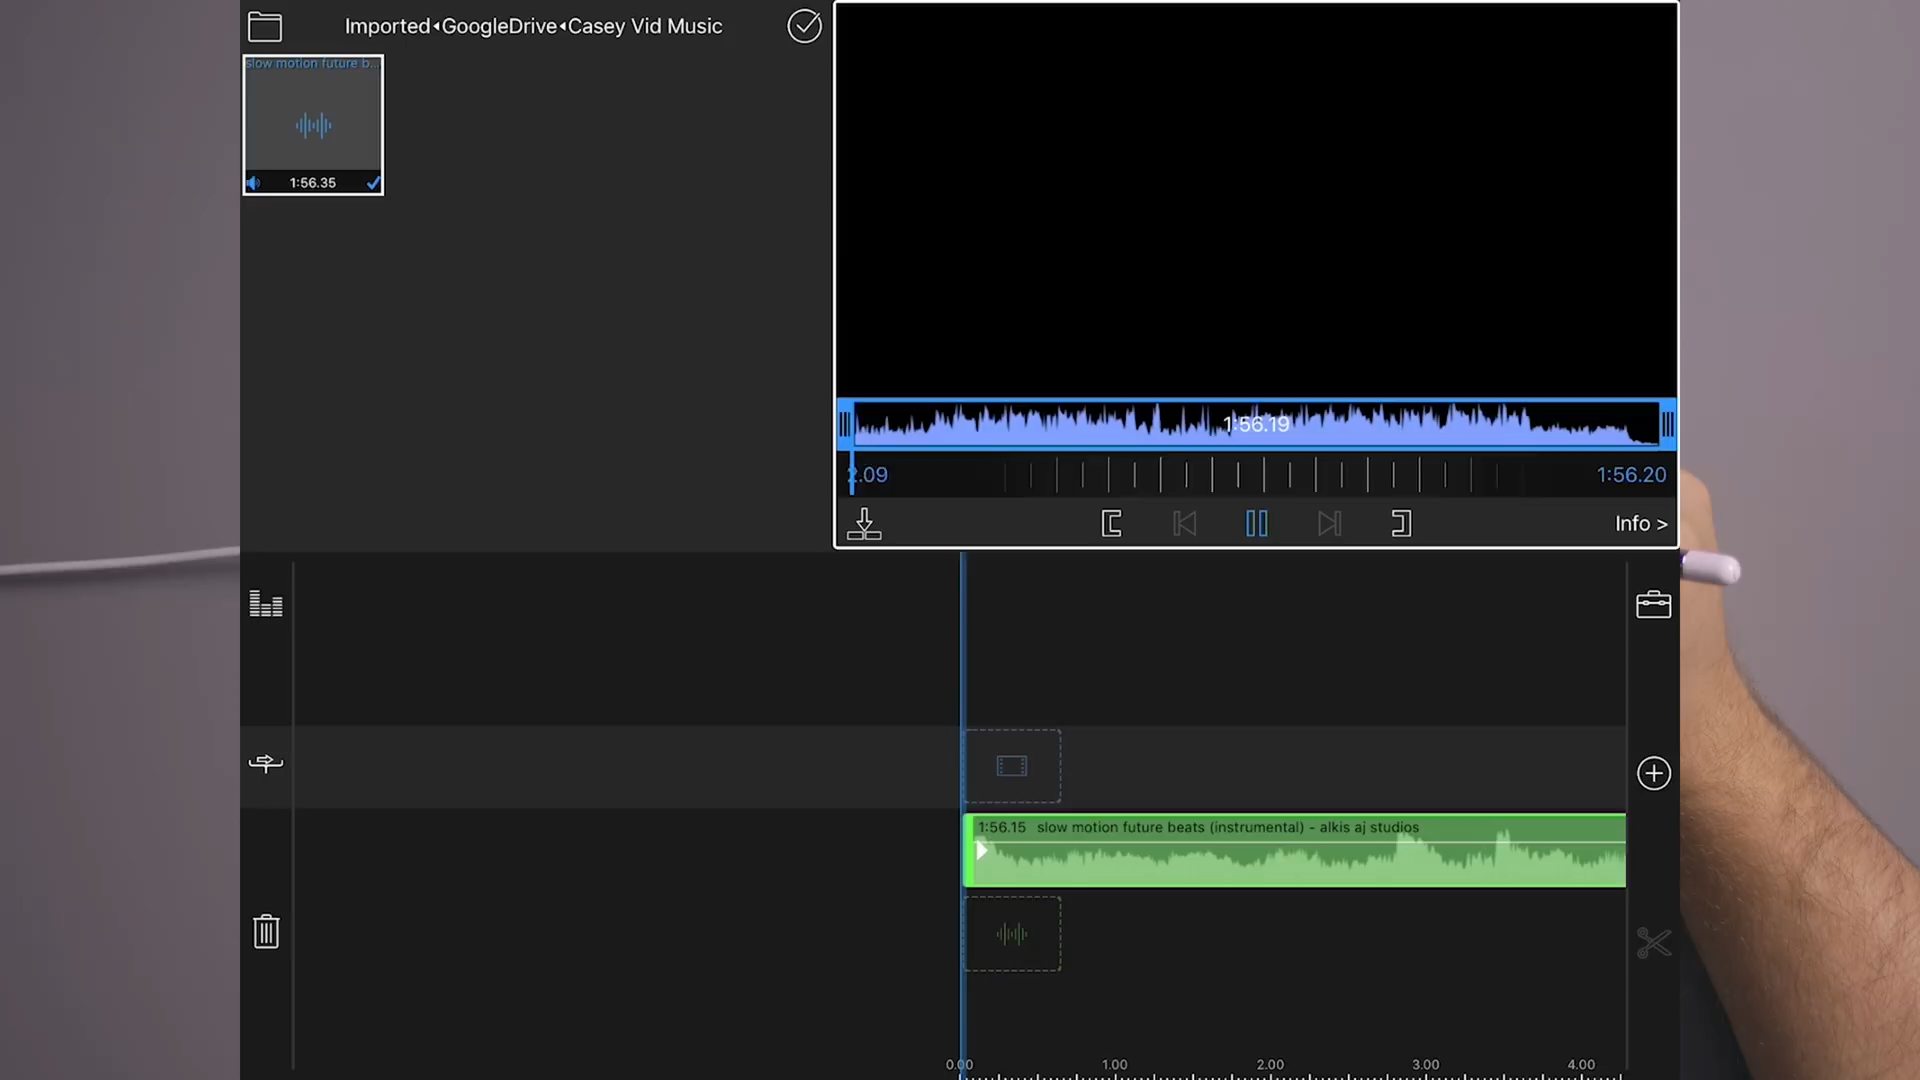 Imported◂GoogleDrive◂Casey Vid Music
slow motion future b...
1:56.35
1:56.19
2.09
1:56.20
Info >
1:56.15 slow motion future beats (instrumental) - alkis aj studios
0.00 1.00 2.00 3.00 4.00